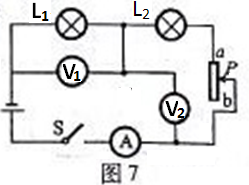 L₁ L₂
V₁ a P
V₂ b
S A
图 7